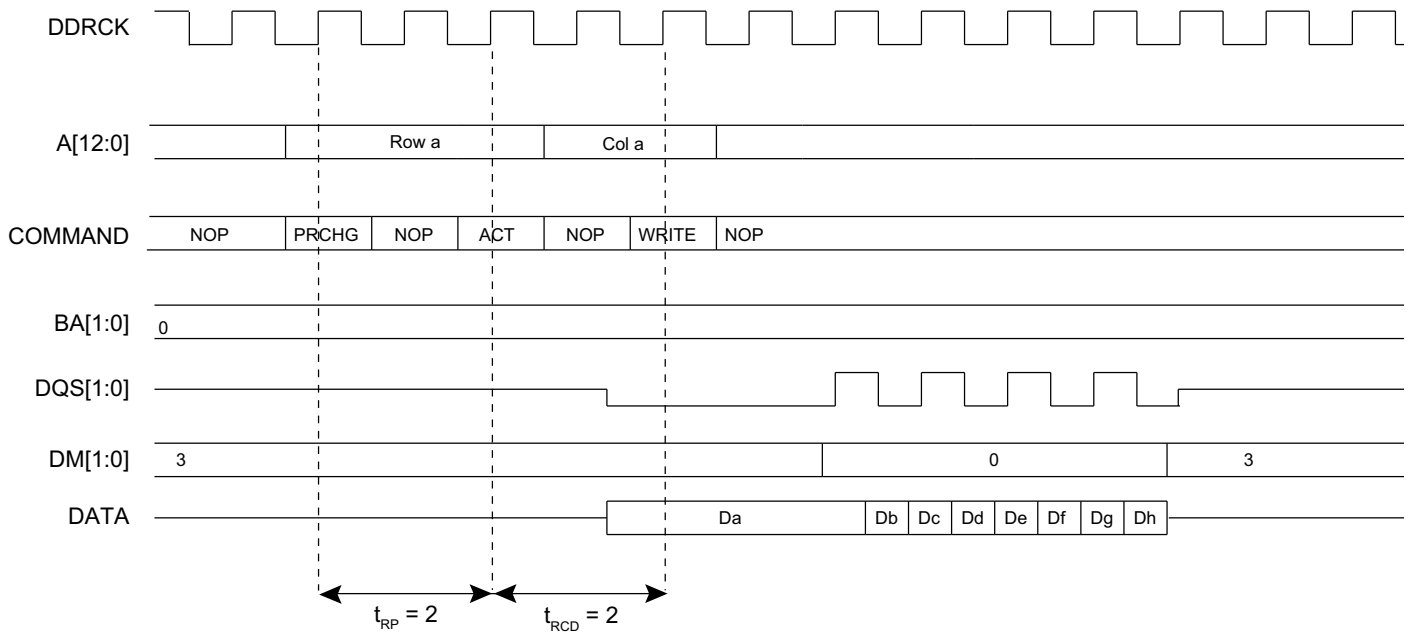 DDRCK
A[12:0] Row a Col a
COMMAND NOP PRCHG NOP ACT NOP WRITE NOP
BA[1:0] 0
DQS[1:0]
DM[1:0] 3 0 3
DATA Da Db Dc Dd De Df Dg Dh
tRP = 2 tRCD = 2